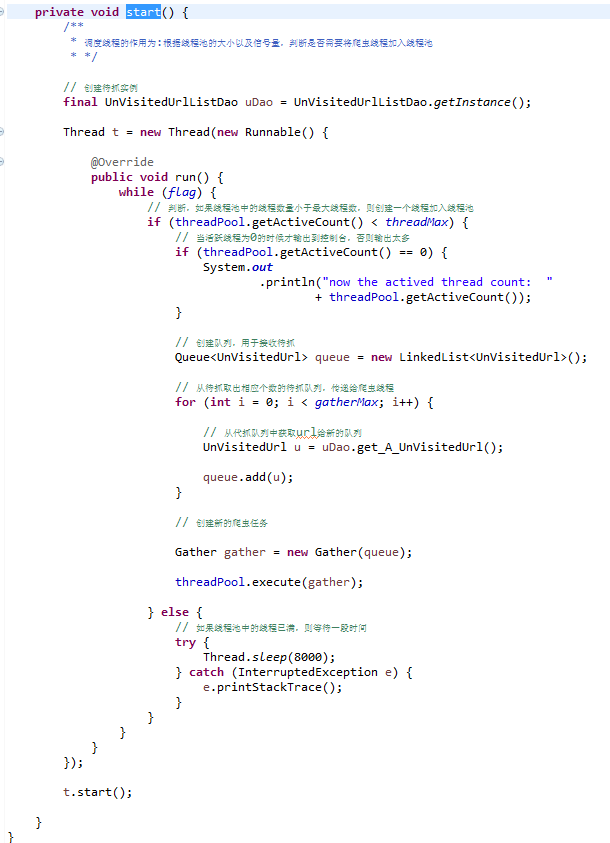 private void start() {
/**
* 调度线程的作用为:根据线程池的大小以及信号量，判断是否需要将爬虫线程加入线程池
* */
// 创建待抓实例
final UnVisitedUrlListDao uDao = UnVisitedUrlListDao.getInstance();
Thread t = new Thread(new Runnable() {
@Override
public void run() {
while (flag) {
// 判断，如果线程池中的线程数量小于最大线程数，则创建一个线程加入线程池
if (threadPool.getActiveCount() < threadMax) {
// 当活跃线程为0的时候才输出到控制台，否则输出太多
if (threadPool.getActiveCount() == 0) {
System.out
.println("now the actived thread count:  "
+ threadPool.getActiveCount());
}
// 创建队列，用于接收待抓
Queue<UnVisitedUrl> queue = new LinkedList<UnVisitedUrl>();
// 从待抓取出相应个数的待抓队列，传递给爬虫线程
for (int i = 0; i < gatherMax; i++) {
// 从代抓队列中获取url给新的队列
UnVisitedUrl u = uDao.get_A_UnVisitedUrl();
queue.add(u);
}
// 创建新的爬虫任务
Gather gather = new Gather(queue);
threadPool.execute(gather);
} else {
// 如果线程池中的线程已满，则等待一段时间
try {
Thread.sleep(8000);
} catch (InterruptedException e) {
e.printStackTrace();
}
}
}
}
});
t.start();
}
}